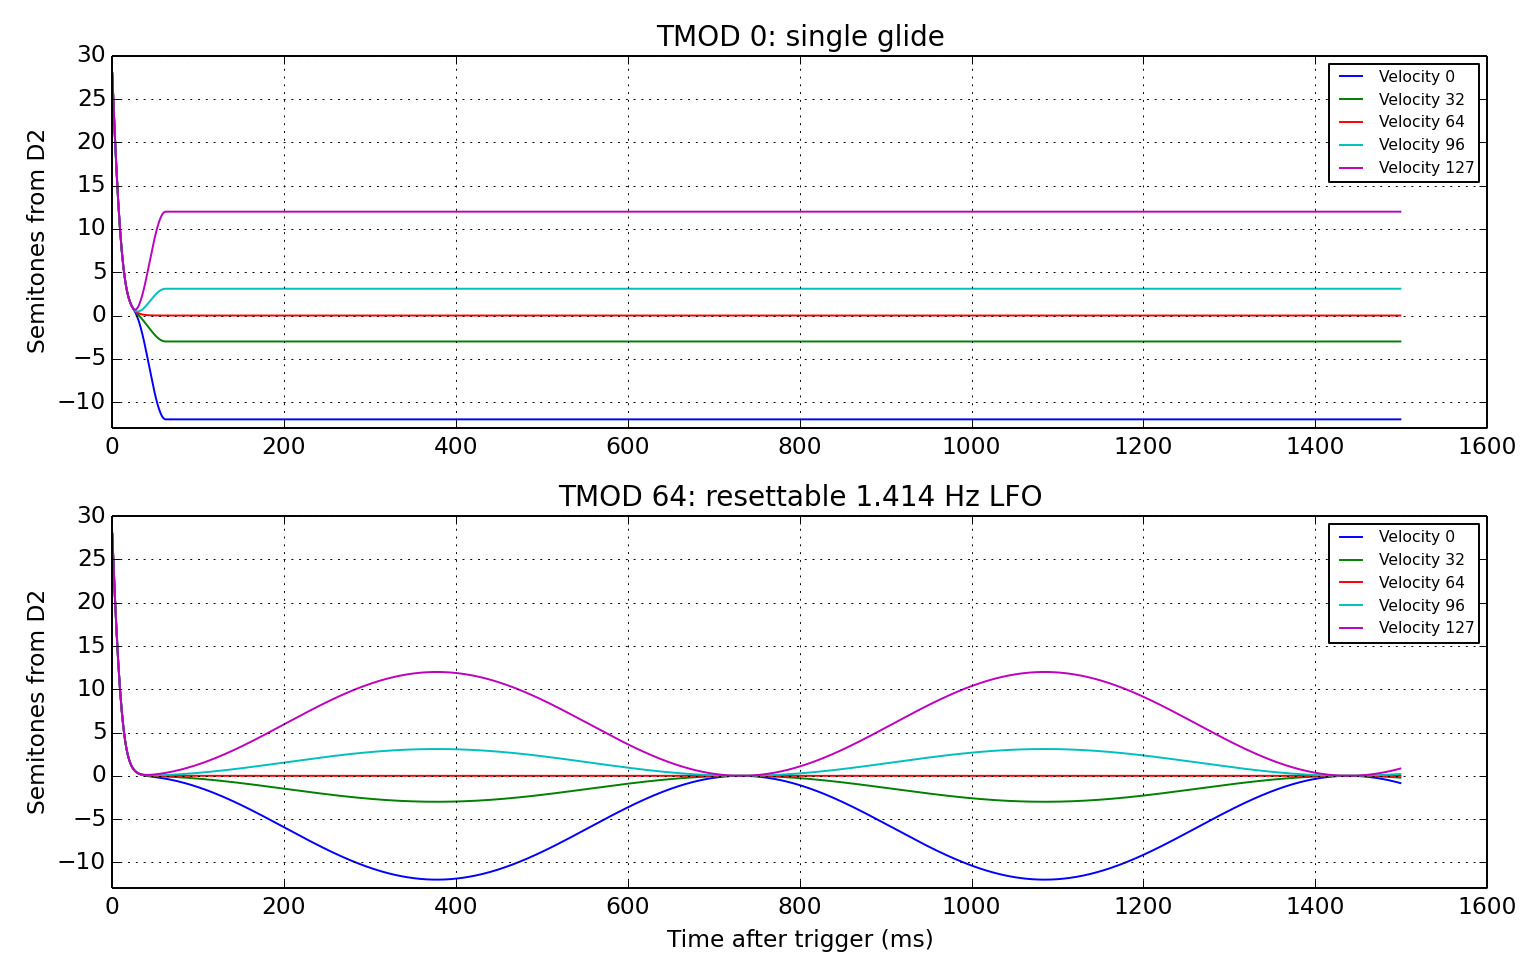 TMOD 0: single glide
30
25
20
15
10
5
0
−5
−10
Semitones from D2
Velocity 0
Velocity 32
Velocity 64
Velocity 96
Velocity 127
0 200 400 600 800 1000 1200 1400 1600
TMOD 64: resettable 1.414 Hz LFO
30
25
20
15
10
5
0
−5
−10
Semitones from D2
Velocity 0
Velocity 32
Velocity 64
Velocity 96
Velocity 127
0 200 400 600 800 1000 1200 1400 1600
Time after trigger (ms)